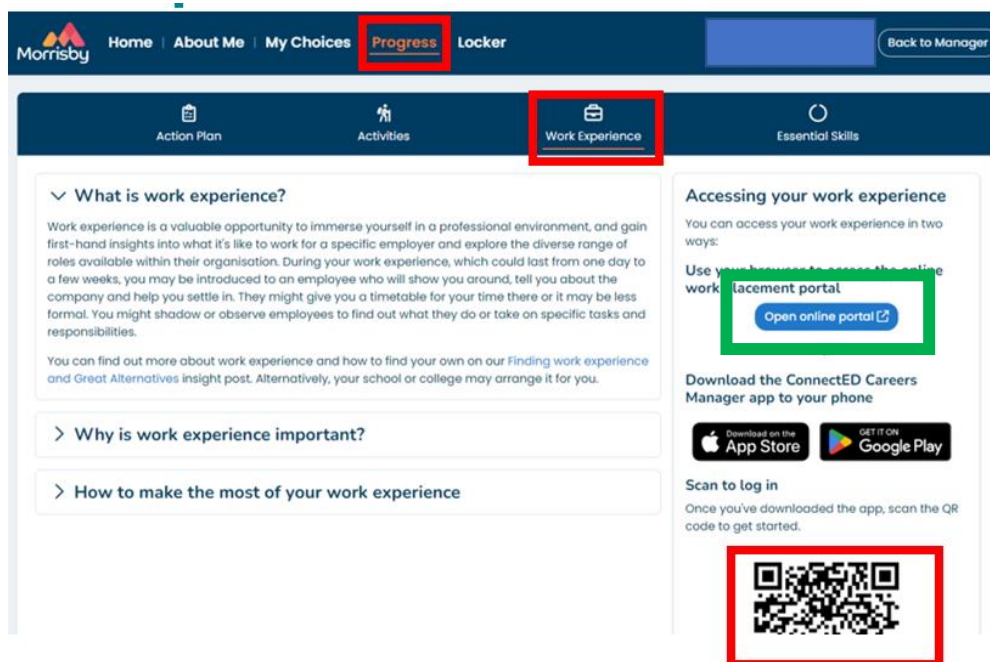 Morrisby
Home | About Me | My Choices Progress Locker
Back to Manager
Action Plan
Activities
Work Experience
Essential Skills
What is work experience?
Work experience is a valuable opportunity to immerse yourself in a professional environment, and gain
first-hand insights into what it's like to work for a specific employer and explore the diverse range of
roles available within their organisation. During your work experience, which could last from one day to
a few weeks, you may be introduced to an employee who will show you around, tell you about the
company and help you settle in. They might give you a timetable for your time there or it may be less
formal. You might shadow or observe employees to find out what they do or take on specific tasks and
responsibilities.
You can find out more about work experience and how to find your own on our Finding work experience
and Great Alternatives insight post. Alternatively, your school or college may arrange it for you.
Why is work experience important?
How to make the most of your work experience
Accessing your work experience
You can access your work experience in two
ways:
Use your browser to access the online
work placement portal
Open online portal
Download the ConnectED Careers
Manager app to your phone
Download on the
App Store
GET IT ON
Google Play
Scan to log in
Once you've downloaded the app, scan the QR
code to get started.